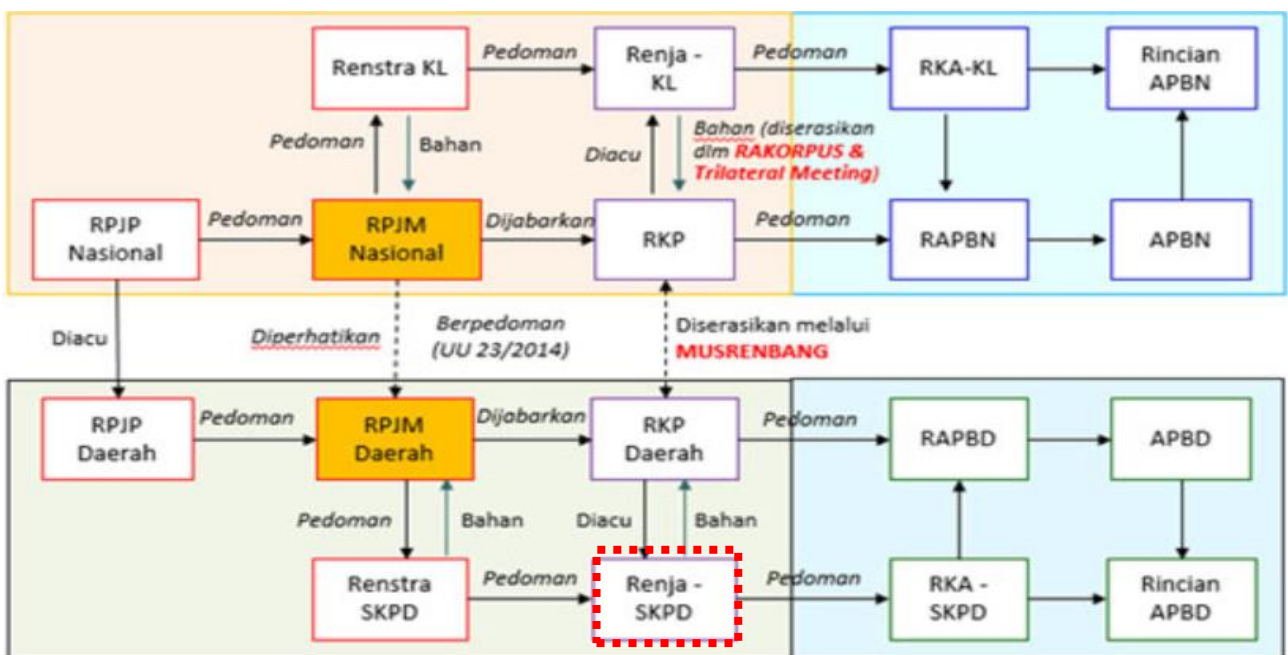 Renstra KL
Pedoman
Renja -
KL
Pedoman
RKA-KL
Rincian
APBN
Pedoman
Bahan
Diacu
Bahan (diserasikan
dlm RAKORPUS &
Trilateral Meeting)
RPJP
Nasional
Pedoman
RPJM
Nasional
Dijabarkan
RKP
Pedoman
RAPBN
APBN
Diacu
Diperhatikan
Berpedoman
(UU 23/2014)
Diserasikan melalui
MUSRENBANG
RPJP
Daerah
Pedoman
RPJM
Daerah
Dijabarkan
RKP
Daerah
Pedoman
RAPBD
APBD
Pedoman
Bahan
Diacu
Bahan
Renstra
SKPD
Pedoman
Renja -
SKPD
Pedoman
RKA -
SKPD
Rincian
APBD